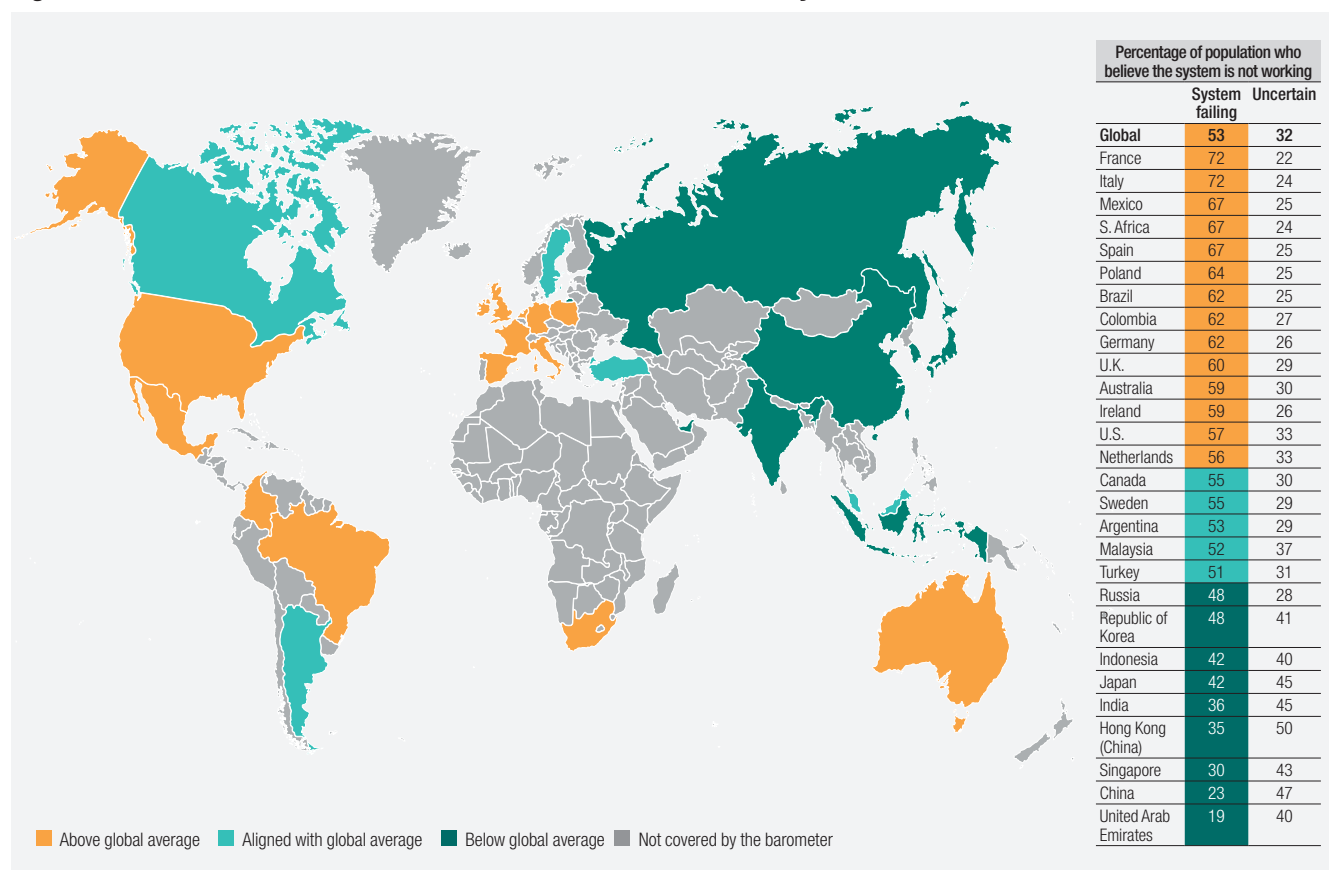 Percentage of population who
believe the system is not working
System Uncertain
failing
Global 53 32
France 72 22
Italy 72 24
Mexico 67 25
S. Africa 67 24
Spain 67 25
Poland 64 25
Brazil 62 25
Colombia 62 27
Germany 62 26
U.K. 60 29
Australia 59 30
Ireland 59 26
U.S. 57 33
Netherlands 56 33
Canada 55 30
Sweden 55 29
Argentina 53 29
Malaysia 52 37
Turkey 51 31
Russia 48 28
Republic of 48 41
Korea
Indonesia 42 40
Japan 42 45
India 36 45
Hong Kong 35 50
(China)
Singapore 30 43
China 23 47
United Arab 19 40
Emirates
Above global average Aligned with global average Below global average Not covered by the barometer